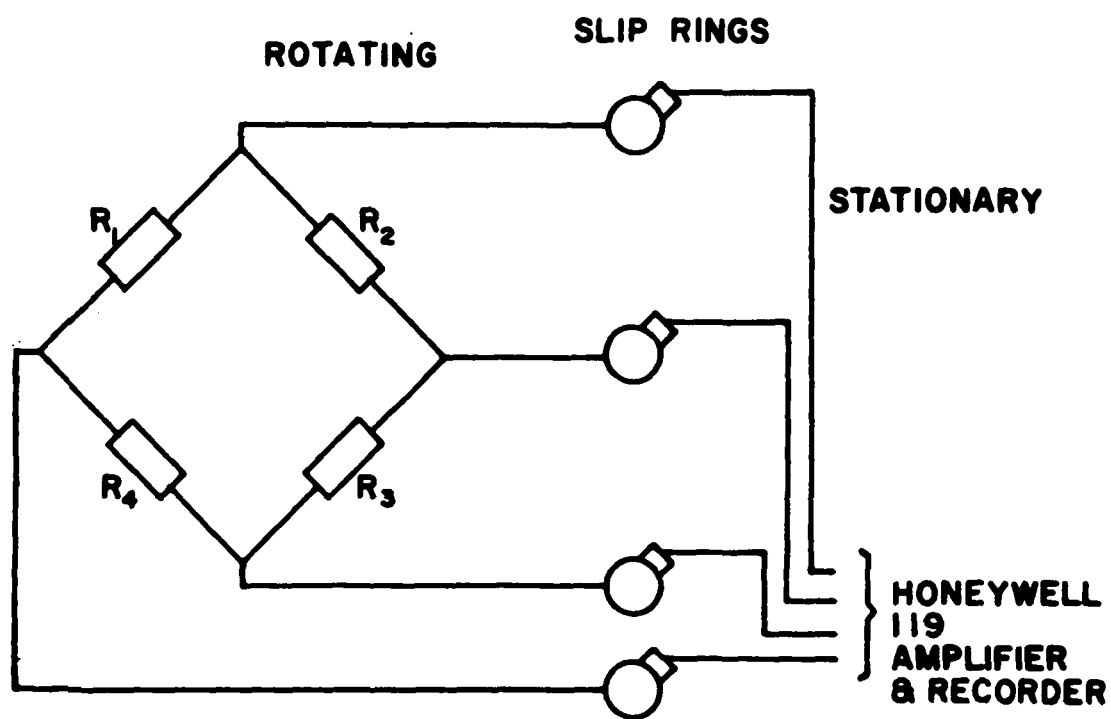 ROTATING
SLIP RINGS
STATIONARY
R1
R2
R4
R3
HONEYWELL
119
AMPLIFIER
& RECORDER